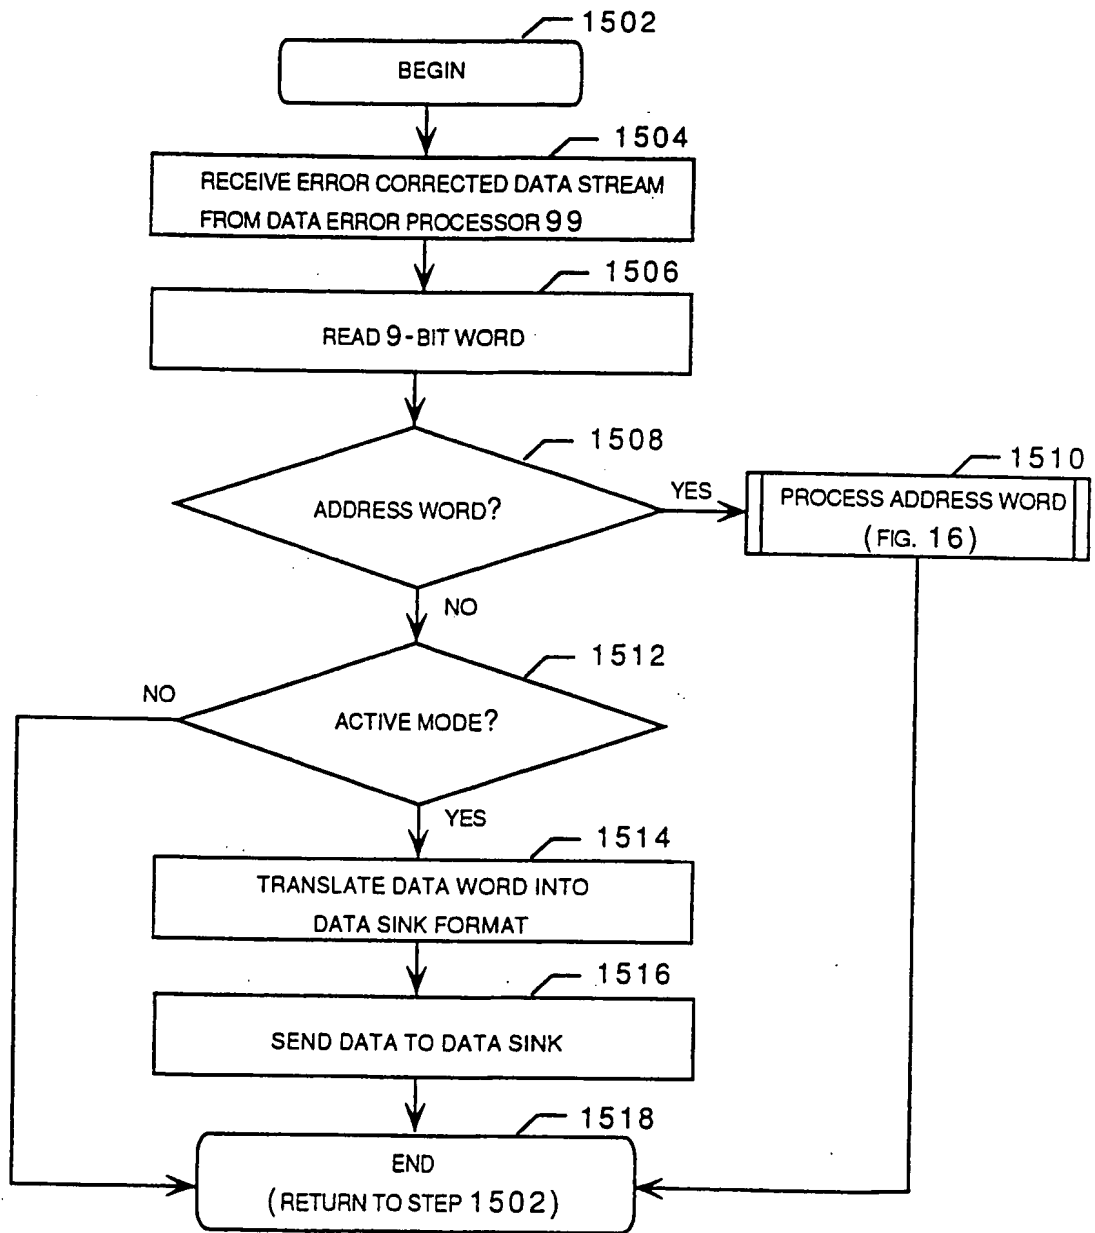 1502
BEGIN
1504
RECEIVE ERROR CORRECTED DATA STREAM
FROM DATA ERROR PROCESSOR 99
1506
READ 9-BIT WORD
1508
ADDRESS WORD?
YES
1510
PROCESS ADDRESS WORD
(FIG. 16)
NO
1512
NO
ACTIVE MODE?
YES
1514
TRANSLATE DATA WORD INTO
DATA SINK FORMAT
1516
SEND DATA TO DATA SINK
1518
END
(RETURN TO STEP 1502)